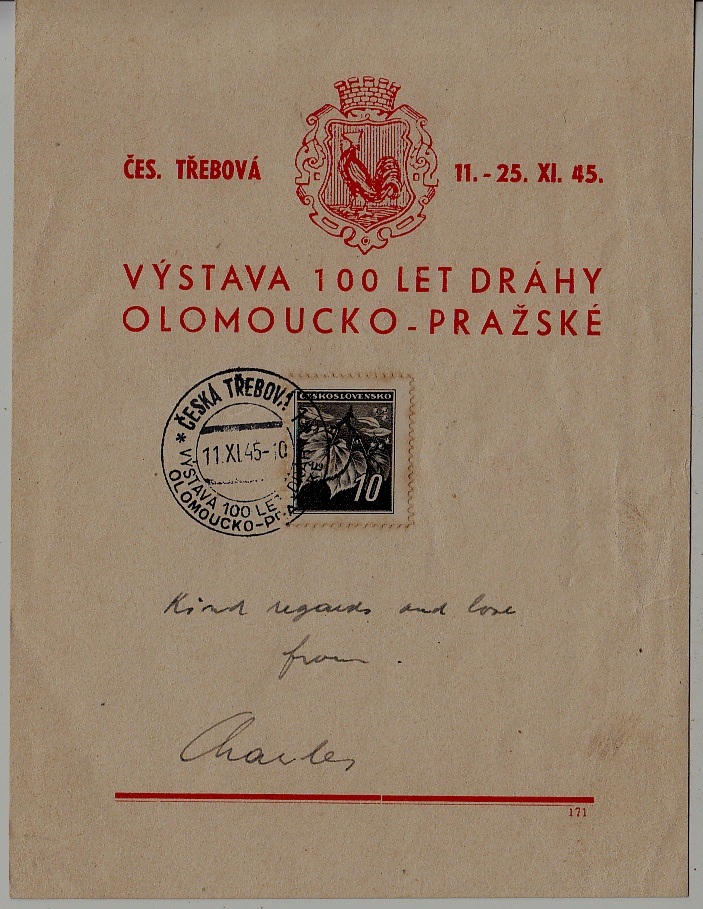 ČES. TŘEBOVÁ
11. - 25. XI. 45.
VÝSTAVA 100 LET DRÁHY
OLOMOUCKO - PRAŽSKÉ
* ČESKÁ TŘEBOVÁ
11.XI.45-10
VÝSTAVA 100 LET
OLOMOUCKO-PRAŽSKÉ
ČESKOSLOVENSKO
10
Kind regards and love
from.
Charles
171